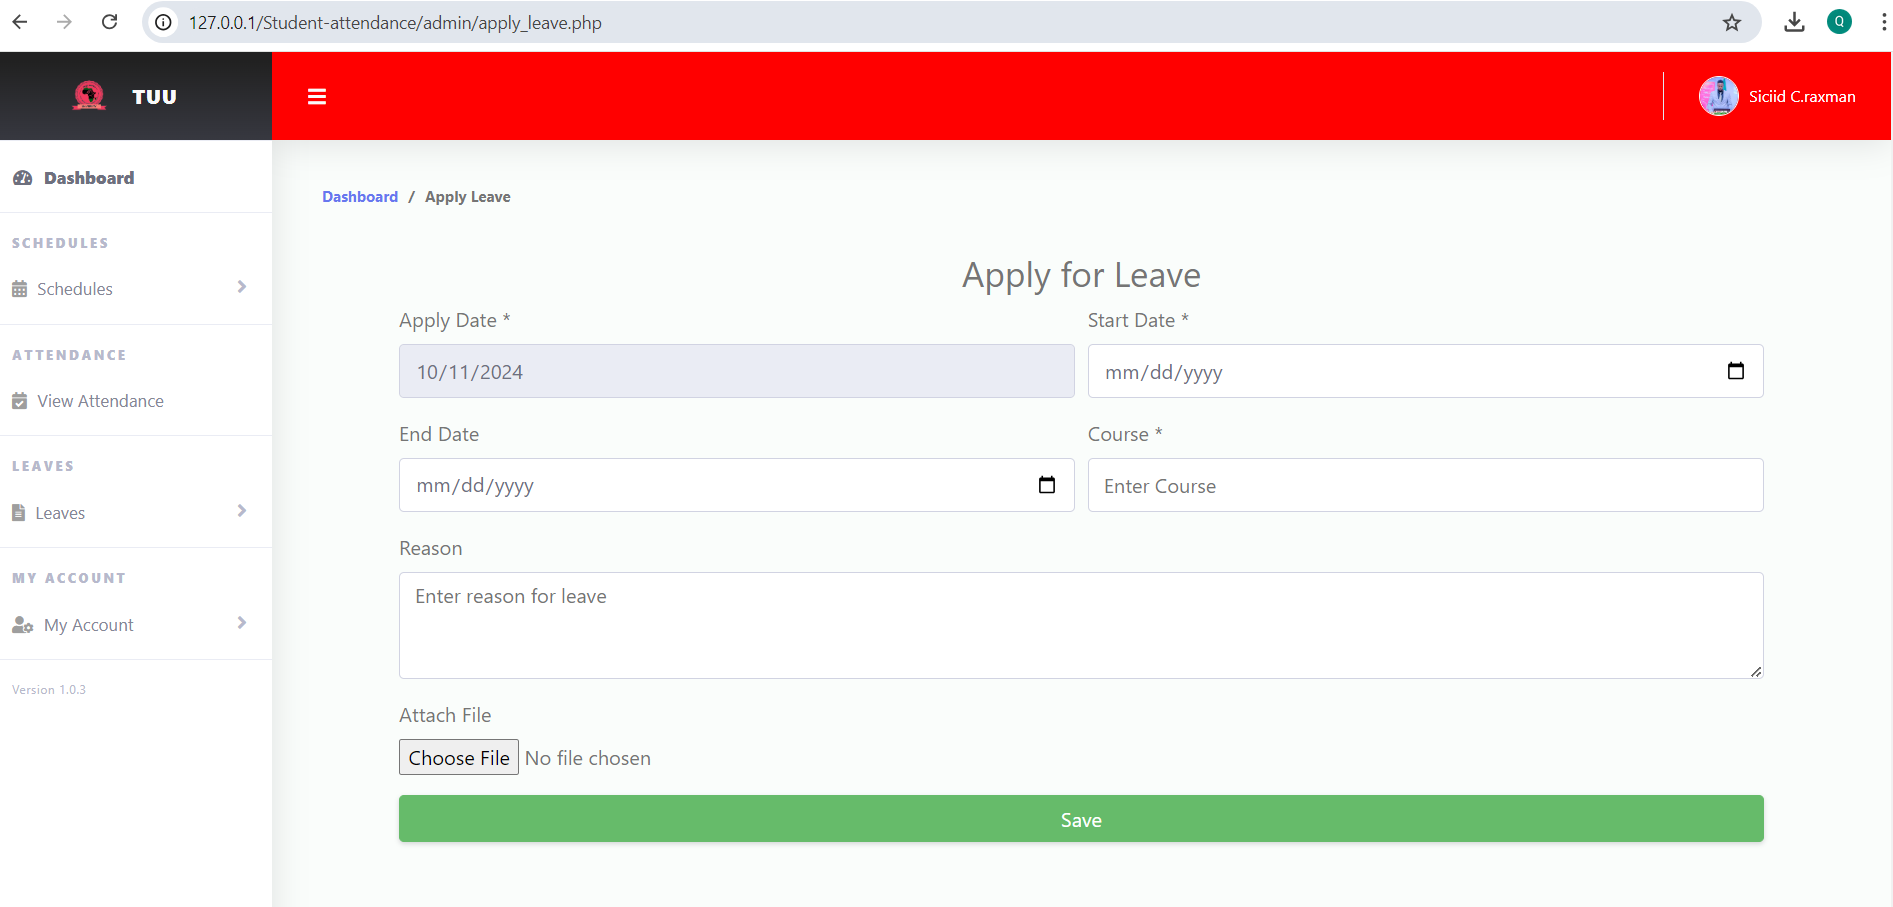 127.0.0.1/Student-attendance/admin/apply_leave.php
Q
TUU
Siciid C.raxman
Dashboard
SCHEDULES
Schedules
ATTENDANCE
View Attendance
LEAVES
Leaves
MY ACCOUNT
My Account
Version 1.0.3
Dashboard / Apply Leave
Apply for Leave
Apply Date *
Start Date *
10/11/2024
mm/dd/yyyy
End Date
Course *
mm/dd/yyyy
Enter Course
Reason
Enter reason for leave
Attach File
Choose File No file chosen
Save